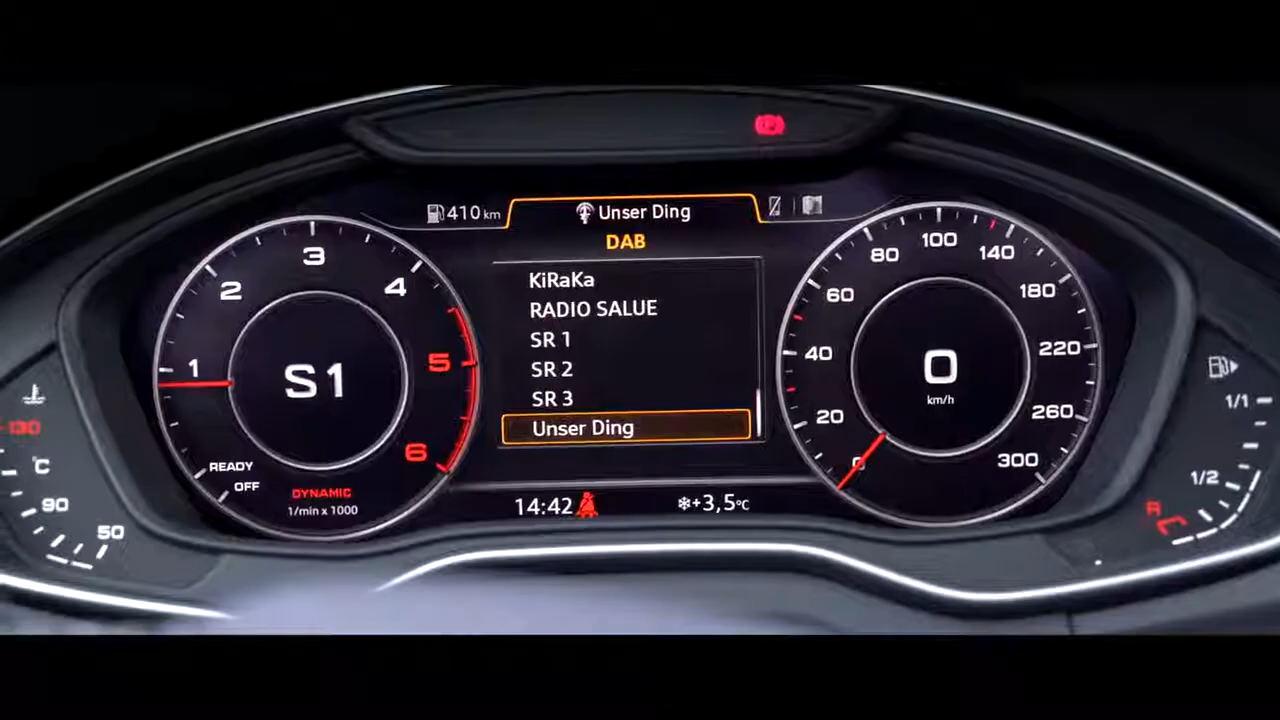 410 km
Unser Ding
DAB
KiRaKa
RADIO SALUE
SR 1
SR 2
SR 3
Unser Ding
14:42
+3,5°C
1
2
3
4
5
6
S1
READY
OFF
DYNAMIC
1/min x 1000
0
20
40
60
80
100
140
180
220
260
300
0
km/h
130
°C
90
50
1/1
1/2
R